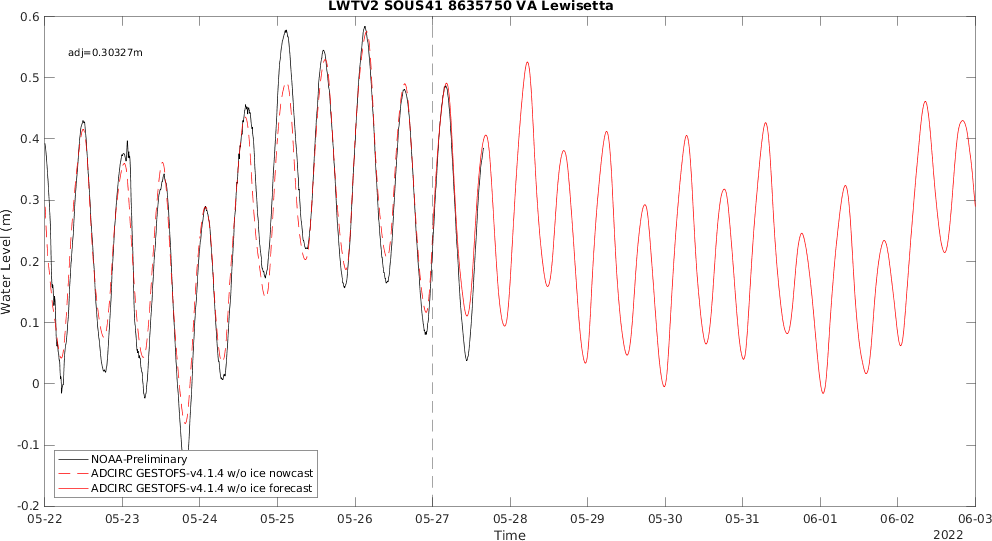 LWTV2 SOUS41 8635750 VA Lewisetta
adj=0.30327m
Water Level (m)
0.6
0.5
0.4
0.3
0.2
0.1
0
-0.1
-0.2
NOAA-Preliminary
ADCIRC GESTOFS-v4.1.4 w/o ice nowcast
ADCIRC GESTOFS-v4.1.4 w/o ice forecast
05-22 05-23 05-24 05-25 05-26 05-27 05-28 05-29 05-30 05-31 06-01 06-02 06-03
Time
2022